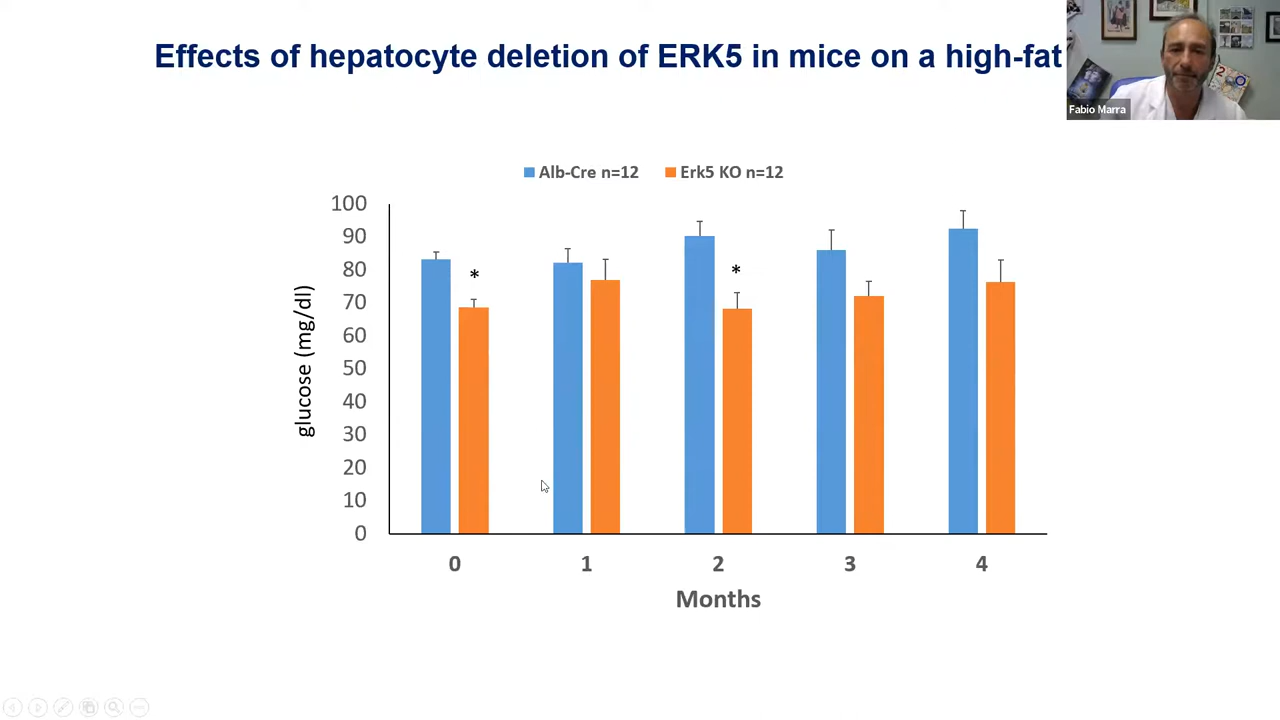 Effects of hepatocyte deletion of ERK5 in mice on a high-fat
Fabio Marra
Alb-Cre n=12 Erk5 KO n=12
100
90
80
70
60
50
40
30
20
10
0
glucose (mg/dl)
*
*
0 1 2 3 4
Months